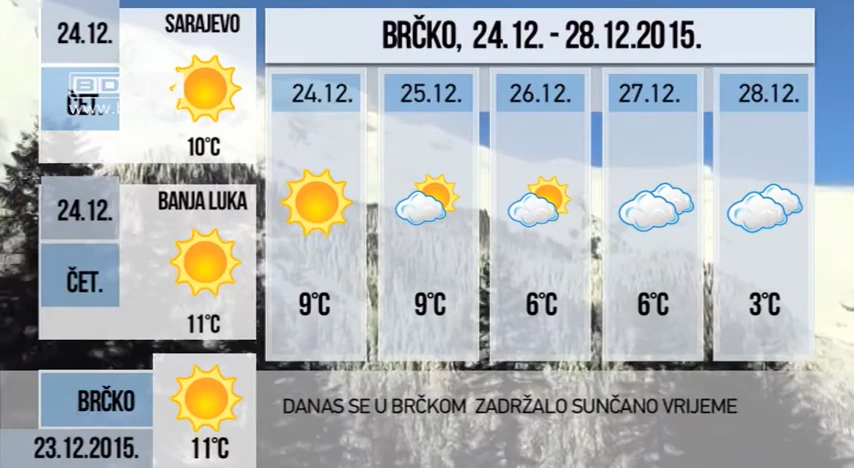 24.12.
SARAJEVO
ČET.
10°C
24.12.
BANJA LUKA
ČET.
11°C
BRČKO
23.12.2015.
11°C
BRČKO, 24.12. - 28.12.2015.
24.12. 25.12. 26.12. 27.12. 28.12.
9°C 9°C 6°C 6°C 3°C
DANAS SE U BRČKOM ZADRŽALO SUNČANO VRIJEME